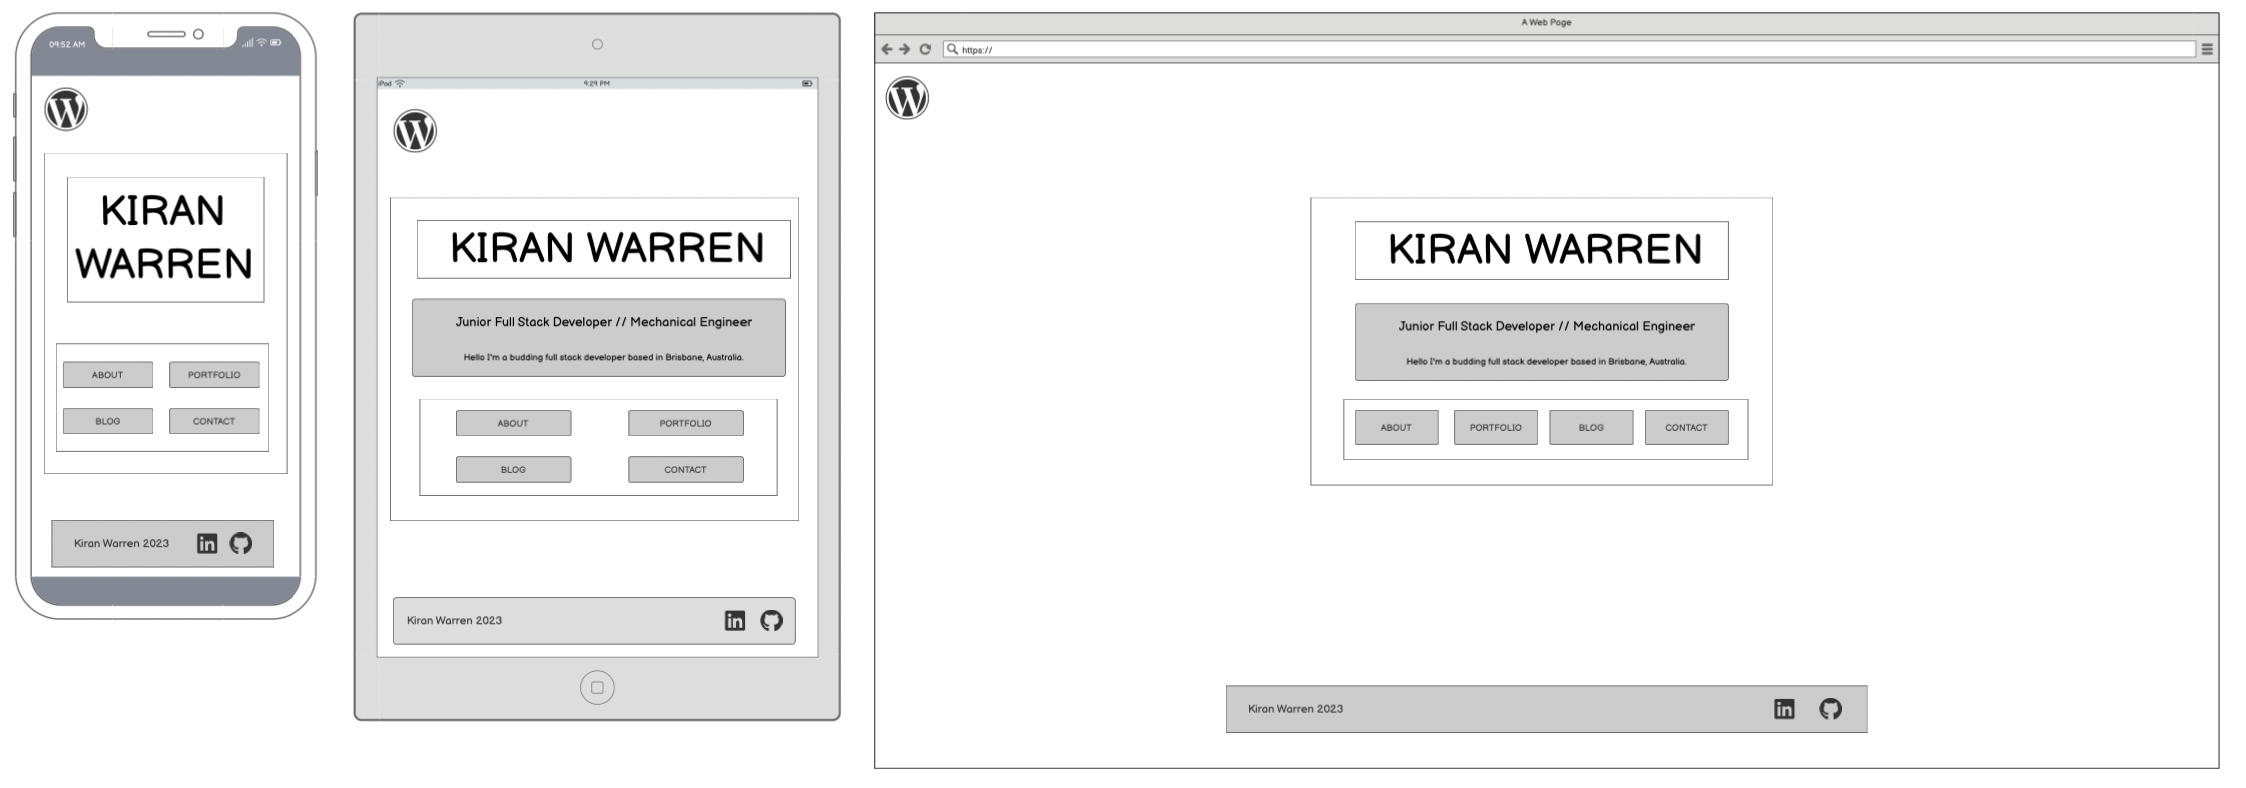 09:52 AM
W
KIRAN
WARREN
ABOUT
PORTFOLIO
BLOG
CONTACT
Kiran Warren 2023
in
iPod
9:29 PM
W
KIRAN WARREN
Junior Full Stack Developer // Mechanical Engineer
Hello I'm a budding full stack developer based in Brisbane, Australia.
ABOUT
PORTFOLIO
BLOG
CONTACT
Kiran Warren 2023
in
A Web Page
https://
W
KIRAN WARREN
Junior Full Stack Developer // Mechanical Engineer
Hello I'm a budding full stack developer based in Brisbane, Australia.
ABOUT
PORTFOLIO
BLOG
CONTACT
Kiran Warren 2023
in